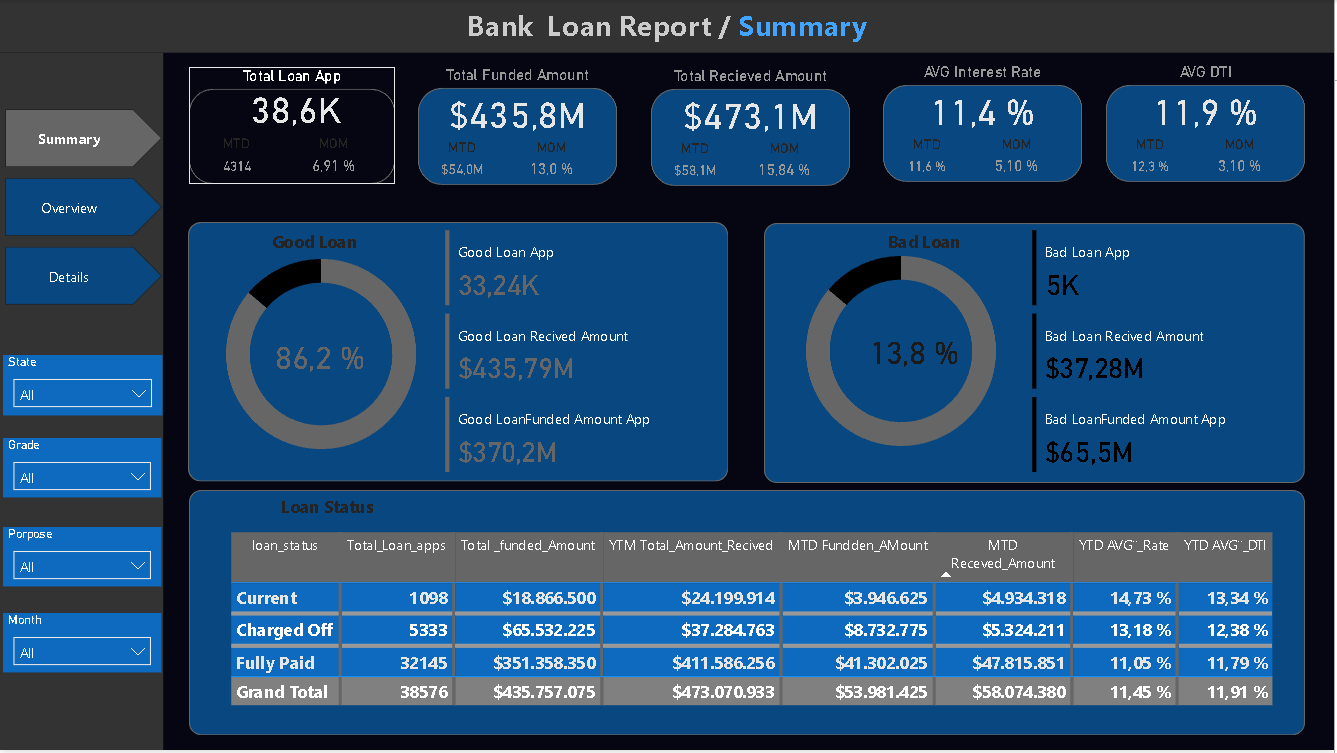 Bank Loan Report / Summary
Total Loan App
38,6K
MTD MOM
4314 6,91 %
Total Funded Amount
$435,8M
MTD MOM
$54,0M 13,0 %
Total Recieved Amount
$473,1M
MTD MOM
$58,1M 15,84 %
AVG Interest Rate
11,4 %
MTD MOM
11,6 % 5,10 %
AVG DTI
11,9 %
MTD MOM
12,3 % 3,10 %
Summary
Overview
Details
State
All
Grade
All
Porpose
All
Month
All
Good Loan
86,2 %
Good Loan App
33,24K
Good Loan Recived Amount
$435,79M
Good LoanFunded Amount App
$370,2M
Bad Loan
13,8 %
Bad Loan App
5K
Bad Loan Recived Amount
$37,28M
Bad LoanFunded Amount App
$65,5M
Loan Status
loan_status Total_Loan_apps Total _funded_Amount YTM Total_Amount_Recived MTD Fundden_AMount MTD Receved_Amount YTD AVG¨_Rate YTD AVG¨_DTI
Current 1098 $18.866.500 $24.199.914 $3.946.625 $4.934.318 14,73 % 13,34 %
Charged Off 5333 $65.532.225 $37.284.763 $8.732.775 $5.324.211 13,18 % 12,38 %
Fully Paid 32145 $351.358.350 $411.586.256 $41.302.025 $47.815.851 11,05 % 11,79 %
Grand Total 38576 $435.757.075 $473.070.933 $53.981.425 $58.074.380 11,45 % 11,91 %